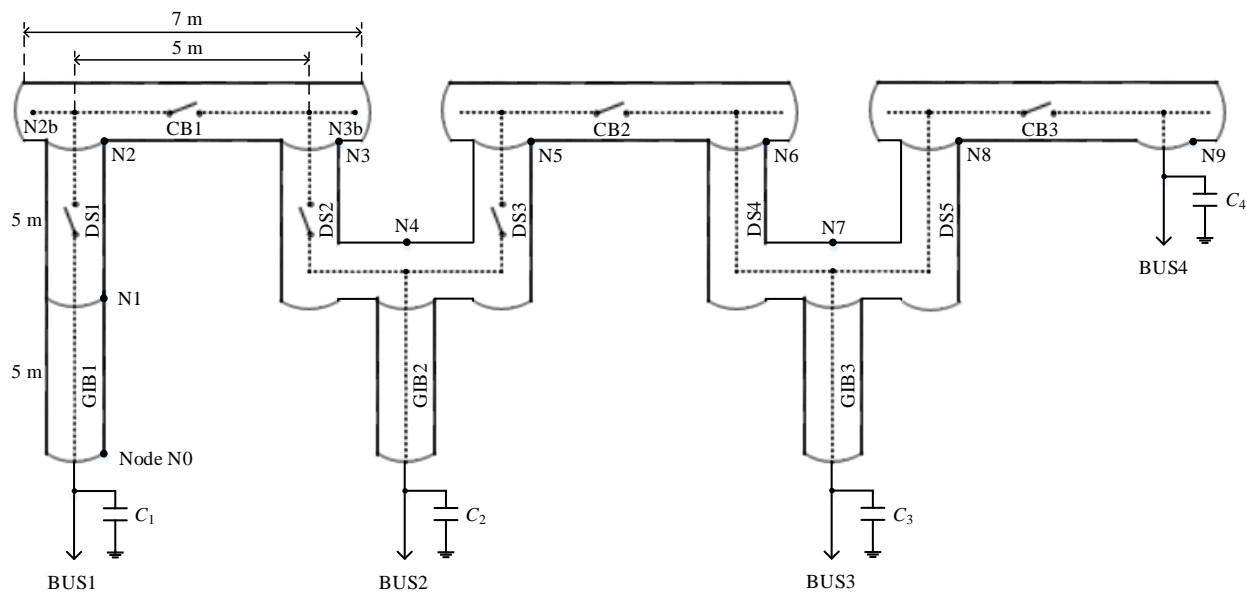 7 m
5 m
N2b
CB1
N3b
CB2
CB3
N2
N3
N5
N6
N8
N9
5 m
DS1
DS2
N4
DS3
DS4
N7
DS5
C4
BUS4
N1
5 m
GIB1
GIB2
GIB3
Node N0
C1
C2
C3
BUS1
BUS2
BUS3